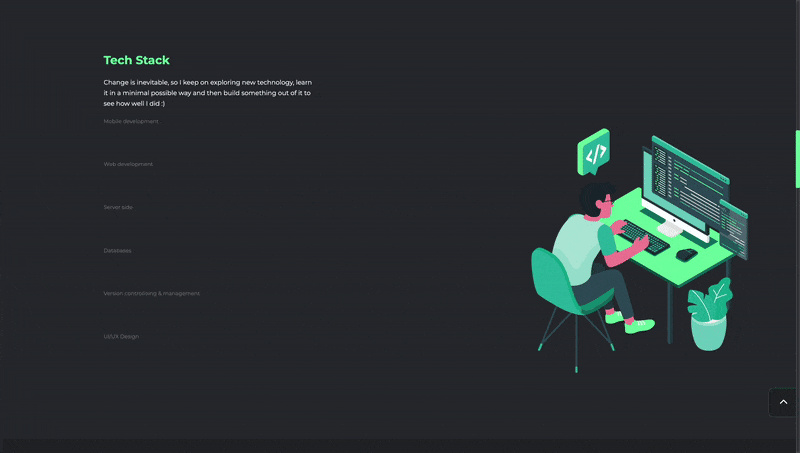 Tech Stack
Change is inevitable, so I keep on exploring new technology, learn
it in a minimal possible way and then build something out of it to
see how well I did :)
Mobile development
Web development
Server side
Databases
Version controlling & management
UI/UX Design